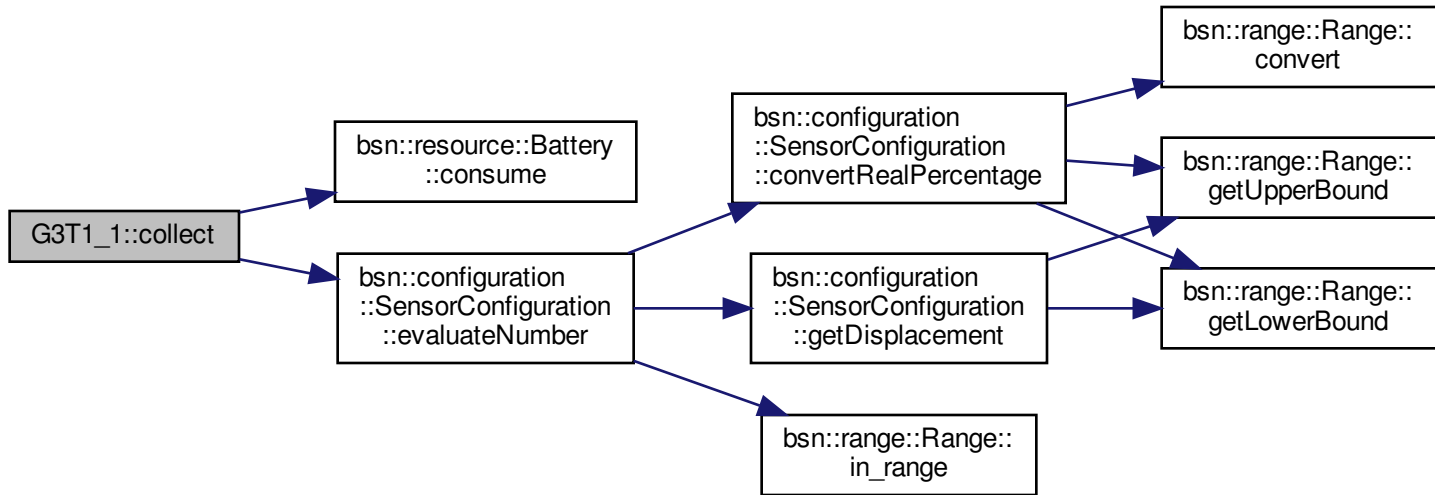 G3T1_1::collect
bsn::resource::Battery
::consume
bsn::configuration
::SensorConfiguration
::evaluateNumber
bsn::configuration
::SensorConfiguration
::convertRealPercentage
bsn::configuration
::SensorConfiguration
::getDisplacement
bsn::range::Range::
in_range
bsn::range::Range::
convert
bsn::range::Range::
getUpperBound
bsn::range::Range::
getLowerBound